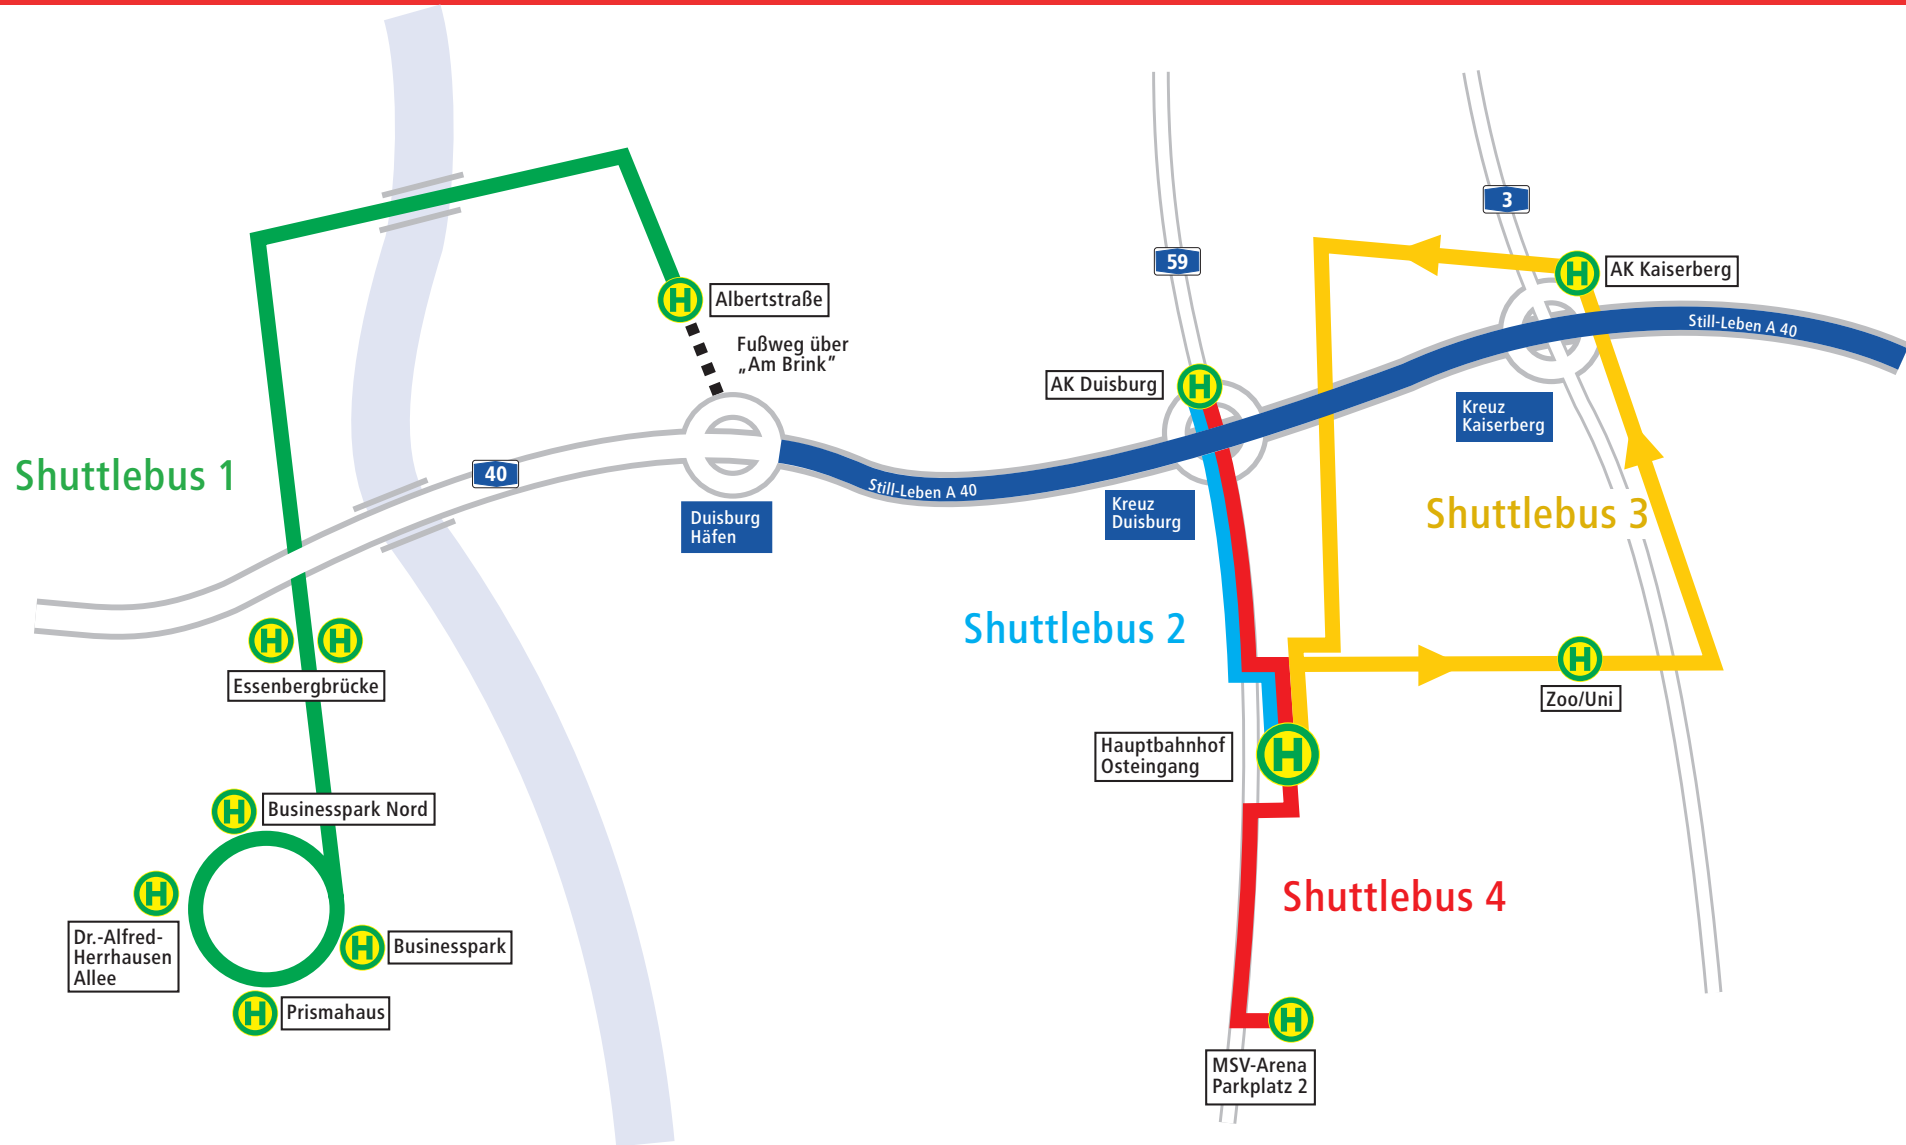 3
59
AK Kaiserberg
Albertstraße
Still-Leben A 40
Fußweg über
„Am Brink“
AK Duisburg
Kreuz
Kaiserberg
Shuttlebus 1
40
Still-Leben A 40
Duisburg
Häfen
Kreuz
Duisburg
Shuttlebus 3
Shuttlebus 2
H
H
H
H
H
H
H
Essenbergbrücke
Zoo/Uni
Hauptbahnhof
Osteingang
H
H
Businesspark Nord
H
Shuttlebus 4
Dr.-Alfred-
Herrhausen
Allee
H
Businesspark
H
Prismahaus
H
MSV-Arena
Parkplatz 2